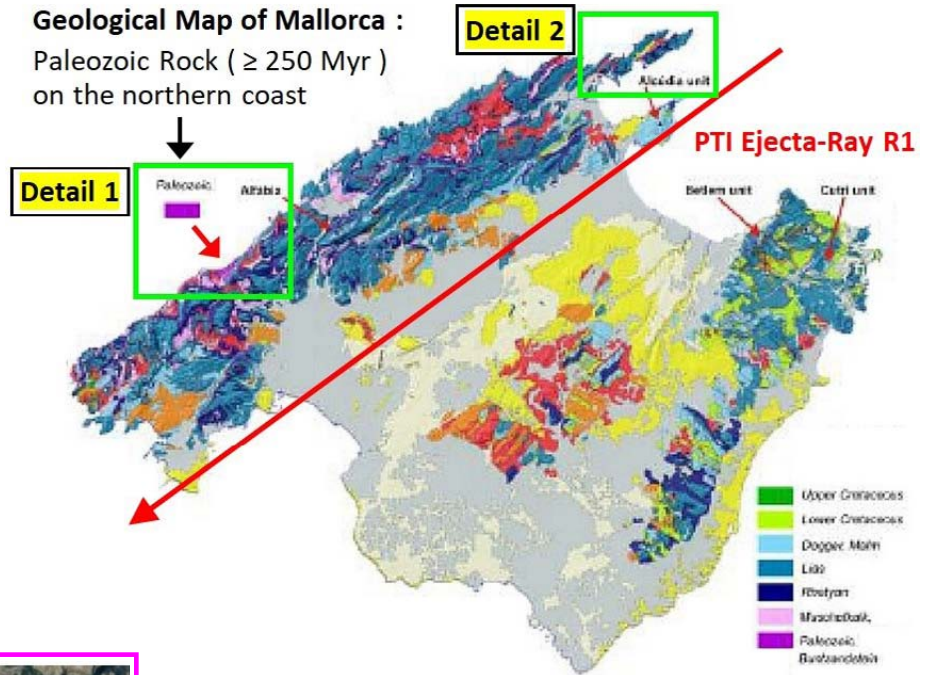 Geological Map of Mallorca :
Paleozoic Rock ( ≥ 250 Myr )
on the northern coast
Detail 2
Alcúdia unit
PTI Ejecta-Ray R1
Detail 1
Paleozoic
Alfàbia
Betlem unit
Cutri unit
Upper Cretaceous
Lower Cretaceous
Dogger, Malm
Lias
Muschelkalk,
Paleozoic,
Buntsandstein